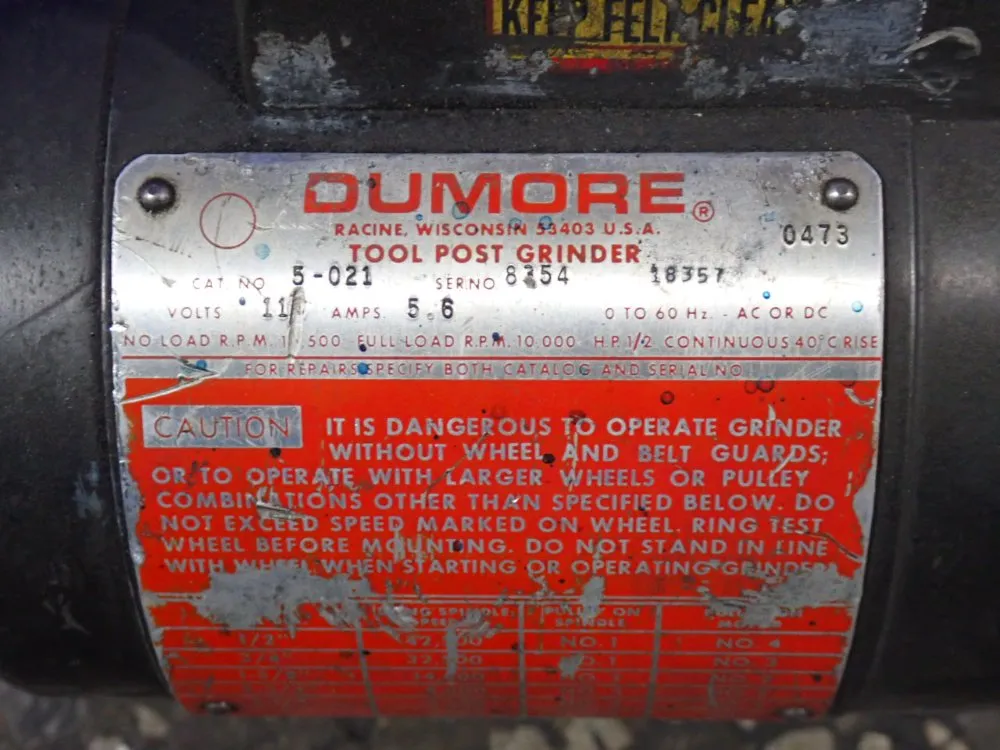 DUMORE®
RACINE, WISCONSIN 53403 U.S.A.
0473
TOOL POST GRINDER
CAT. NO 5-021 SER.NO 8354 18357
VOLTS AMPS. 5.6 0 TO 60 Hz. - AC OR DC
NO LOAD R.P.M. 500 FULL LOAD R.P.M. 10,000 H.P. 1/2 CONTINUOUS 40°C RISE
FOR REPAIRS SPECIFY BOTH CATALOG AND SERIAL NO
CAUTION IT IS DANGEROUS TO OPERATE GRINDER
WITHOUT WHEEL AND BELT GUARDS;
OR TO OPERATE WITH LARGER WHEELS OR PULLEY
COMBINATIONS OTHER THAN SPECIFIED BELOW. DO
NOT EXCEED SPEED MARKED ON WHEEL. RING TEST
WHEEL BEFORE MOUNTING. DO NOT STAND IN LINE
WITH WHEEL WHEN STARTING OR OPERATING GRINDER
SPINDLE PULLEY ON
SPINDLE
1/2" NO. 1 NO. 4